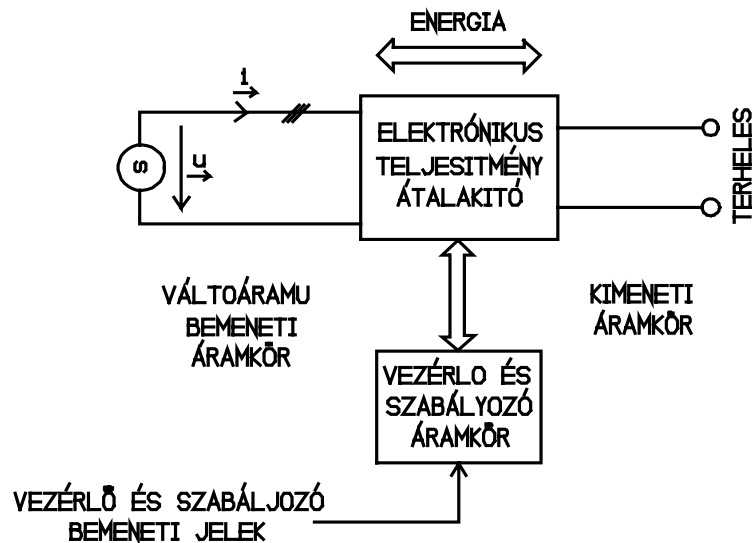 ENERGIA
i
ELEKTRÓNIKUS
TELJESITMÉNY
ÁTALAKITÓ
TERHELES
s
u
VÁLTOÁRAMU
BEMENETI
ÁRAMKÖR
KIMENETI
ÁRAMKÖR
VEZÉRLO ÉS
SZABÁLYOZÓ
ÁRAMKÖR
VEZÉRLŐ ÉS SZABÁLJOZÓ
BEMENETI JELEK